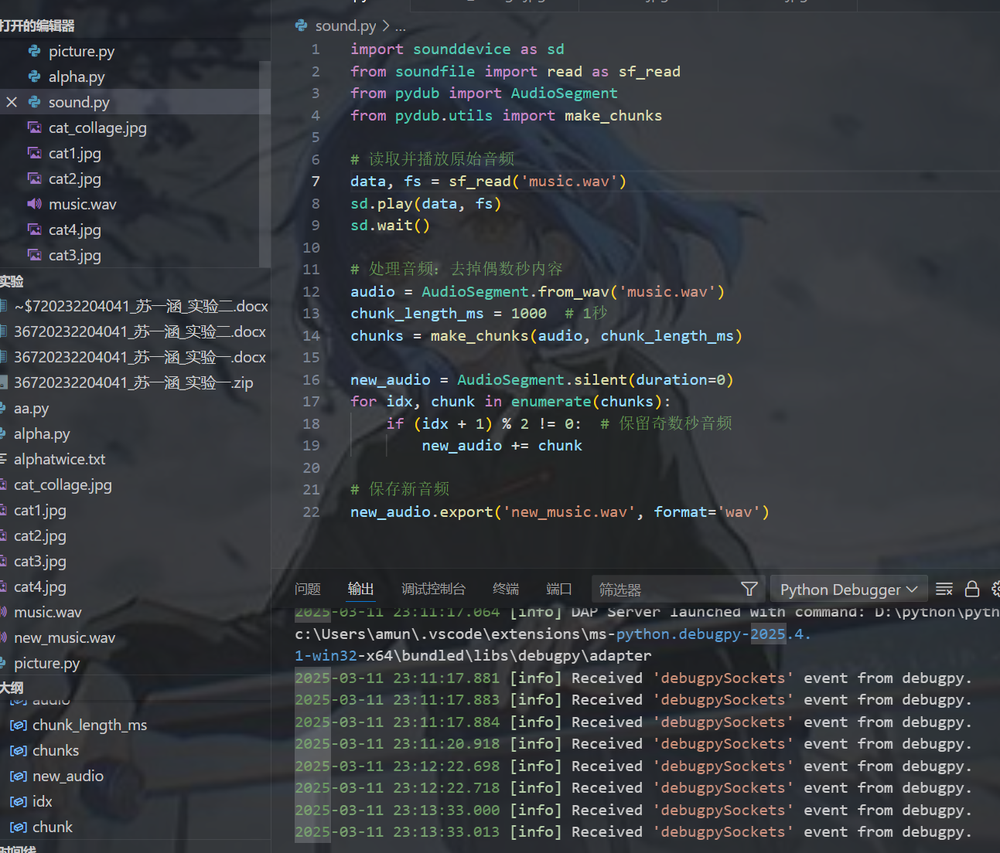 打开的编辑器
picture.py
alpha.py
sound.py
cat_collage.jpg
cat1.jpg
cat2.jpg
music.wav
cat4.jpg
cat3.jpg
实验
~$720232204041_苏一涵_实验二.docx
36720232204041_苏一涵_实验二.docx
36720232204041_苏一涵_实验一.docx
36720232204041_苏一涵_实验一.zip
aa.py
alpha.py
alphatwice.txt
cat_collage.jpg
cat1.jpg
cat2.jpg
cat3.jpg
cat4.jpg
music.wav
new_music.wav
picture.py
大纲
audio
chunk_length_ms
chunks
new_audio
idx
chunk
时间线
sound.py > ...
1 import sounddevice as sd
2 from soundfile import read as sf_read
3 from pydub import AudioSegment
4 from pydub.utils import make_chunks
5
6 # 读取并播放原始音频
7 data, fs = sf_read('music.wav')
8 sd.play(data, fs)
9 sd.wait()
10
11 # 处理音频：去掉偶数秒内容
12 audio = AudioSegment.from_wav('music.wav')
13 chunk_length_ms = 1000  # 1秒
14 chunks = make_chunks(audio, chunk_length_ms)
15
16 new_audio = AudioSegment.silent(duration=0)
17 for idx, chunk in enumerate(chunks):
18     if (idx + 1) % 2 != 0:  # 保留奇数秒音频
19         new_audio += chunk
20
21 # 保存新音频
22 new_audio.export('new_music.wav', format='wav')
问题 输出 调试控制台 终端 端口 筛选器 Python Debugger
2025-03-11 23:11:17.064 [info] DAP Server launched with command: D:\python\pyth
c:\Users\amun\.vscode\extensions\ms-python.debugpy-2025.4.
1-win32-x64\bundled\libs\debugpy\adapter
2025-03-11 23:11:17.881 [info] Received 'debugpySockets' event from debugpy.
2025-03-11 23:11:17.883 [info] Received 'debugpySockets' event from debugpy.
2025-03-11 23:11:17.884 [info] Received 'debugpySockets' event from debugpy.
2025-03-11 23:11:20.918 [info] Received 'debugpySockets' event from debugpy.
2025-03-11 23:12:22.698 [info] Received 'debugpySockets' event from debugpy.
2025-03-11 23:12:22.718 [info] Received 'debugpySockets' event from debugpy.
2025-03-11 23:13:33.000 [info] Received 'debugpySockets' event from debugpy.
2025-03-11 23:13:33.013 [info] Received 'debugpySockets' event from debugpy.